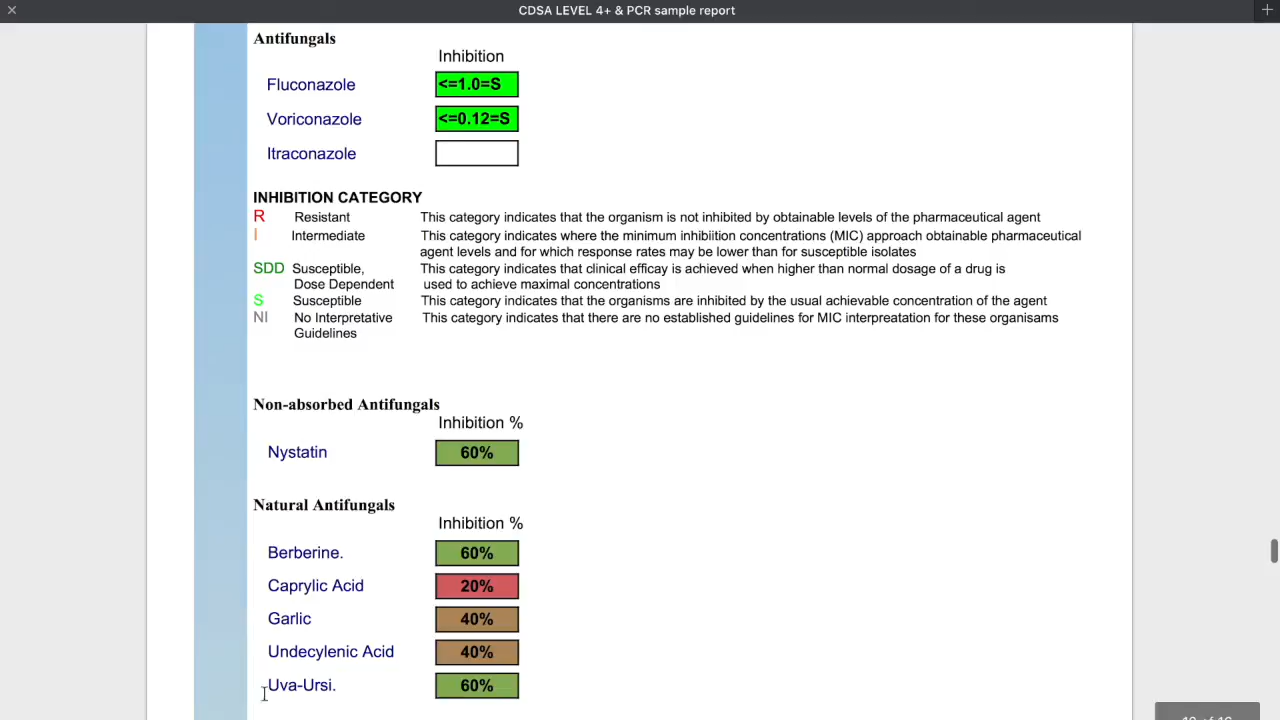 CDSA LEVEL 4+ & PCR sample report
Antifungals
Inhibition
Fluconazole <=1.0=S
Voriconazole <=0.12=S
Itraconazole
INHIBITION CATEGORY
R Resistant This category indicates that the organism is not inhibited by obtainable levels of the pharmaceutical agent
I Intermediate This category indicates where the minimum inhibiition concentrations (MIC) approach obtainable pharmaceutical
agent levels and for which response rates may be lower than for susceptible isolates
SDD Susceptible, This category indicates that clinical efficay is achieved when higher than normal dosage of a drug is
Dose Dependent used to achieve maximal concentrations
S Susceptible This category indicates that the organisms are inhibited by the usual achievable concentration of the agent
NI No Interpretative This category indicates that there are no established guidelines for MIC interpreatation for these organisams
Guidelines
Non-absorbed Antifungals
Inhibition %
Nystatin 60%
Natural Antifungals
Inhibition %
Berberine. 60%
Caprylic Acid 20%
Garlic 40%
Undecylenic Acid 40%
Uva-Ursi. 60%